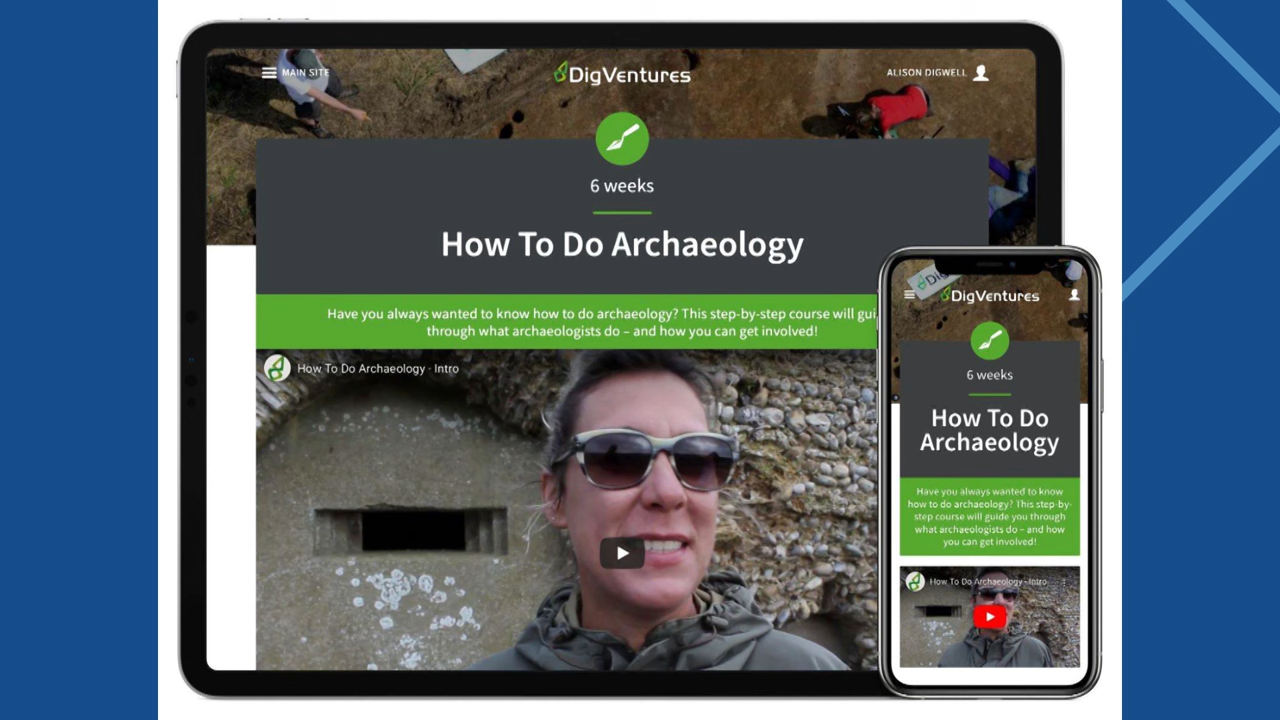 MAIN SITE
DigVentures
ALISON DIGWELL
6 weeks
How To Do Archaeology
Have you always wanted to know how to do archaeology? This step-by-step course will gui
through what archaeologists do – and how you can get involved!
How To Do Archaeology · Intro
DigVentures
6 weeks
How To Do
Archaeology
Have you always wanted to know
how to do archaeology? This step-by-
step course will guide you through
what archaeologists do – and how
you can get involved!
How To Do Archaeology - Intro